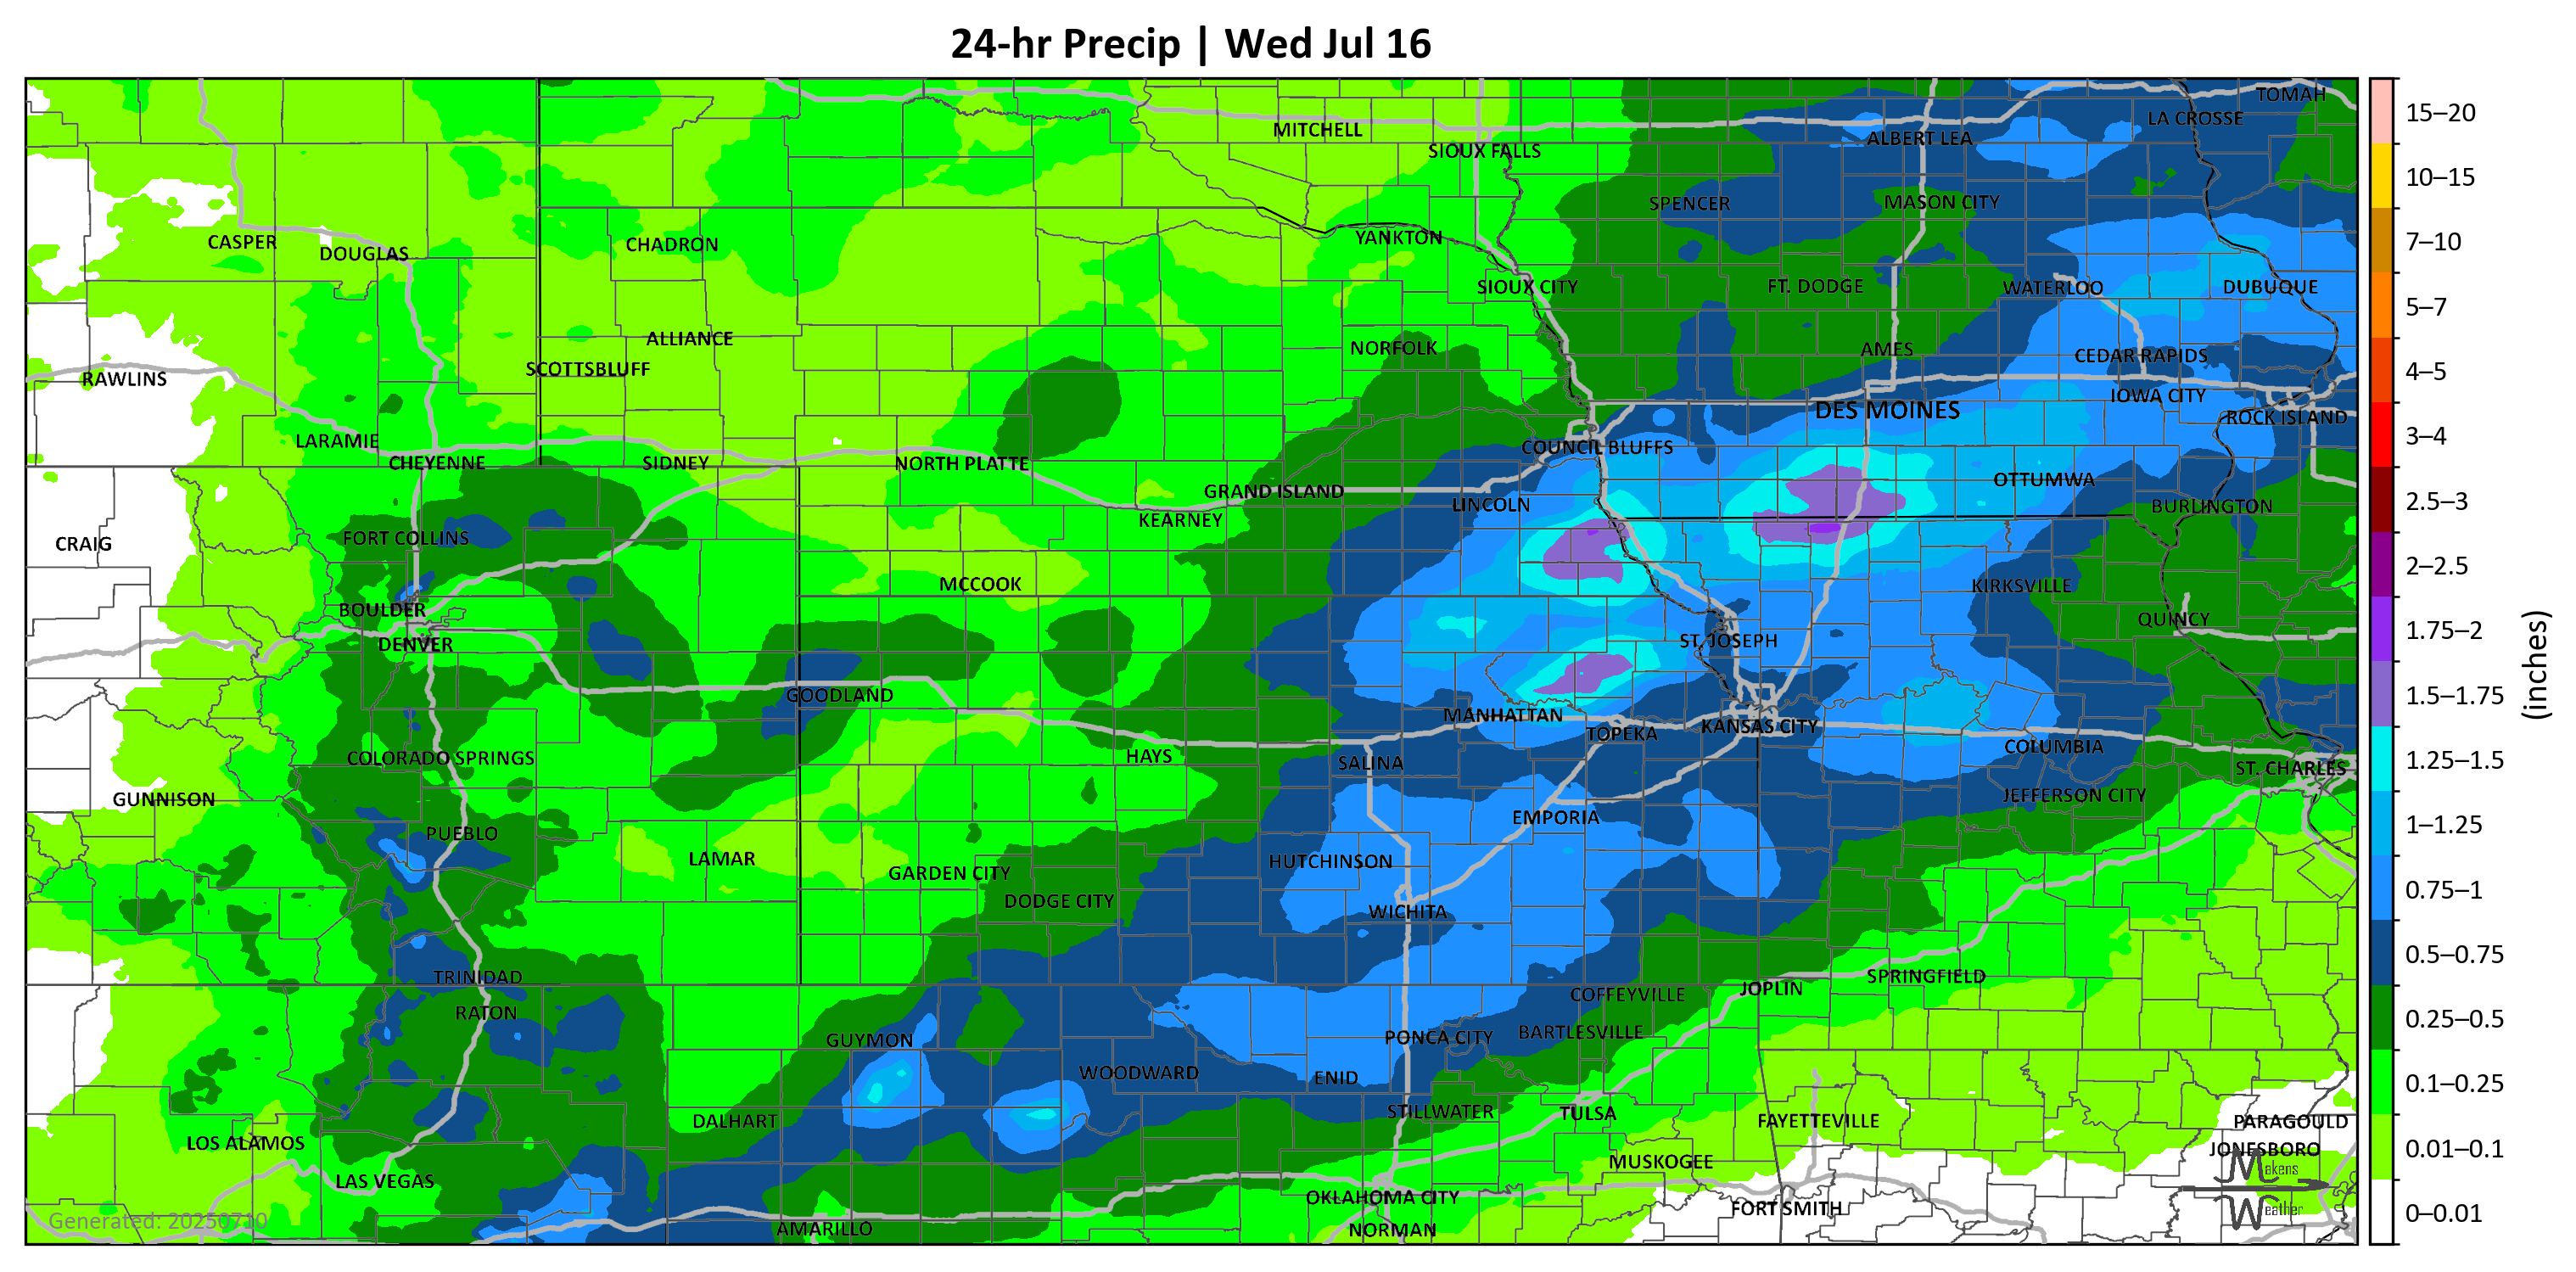 24-hr Precip | Wed Jul 16
TOMAH
LA CROSSE
MITCHELL
ALBERT LEA
SIOUX FALLS
SPENCER
MASON CITY
CASPER
DOUGLAS
CHADRON
YANKTON
SIOUX CITY
FT. DODGE
WATERLOO
DUBUQUE
ALLIANCE
NORFOLK
AMES
CEDAR RAPIDS
SCOTTSBLUFF
RAWLINS
IOWA CITY
DES MOINES
ROCK ISLAND
LARAMIE
COUNCIL BLUFFS
CHEYENNE
SIDNEY
NORTH PLATTE
OTTUMWA
GRAND ISLAND
LINCOLN
BURLINGTON
KEARNEY
CRAIG
FORT COLLINS
MCCOOK
KIRKSVILLE
BOULDER
QUINCY
DENVER
ST. JOSEPH
GOODLAND
MANHATTAN
TOPEKA
KANSAS CITY
COLUMBIA
COLORADO SPRINGS
HAYS
SALINA
ST. CHARLES
GUNNISON
JEFFERSON CITY
EMPORIA
PUEBLO
LAMAR
HUTCHINSON
GARDEN CITY
DODGE CITY
WICHITA
TRINIDAD
SPRINGFIELD
JOPLIN
COFFEYVILLE
RATON
GUYMON
PONCA CITY
BARTLESVILLE
WOODWARD
ENID
STILLWATER
TULSA
DALHART
FAYETTEVILLE
PARAGOULD
LOS ALAMOS
JONESBORO
MUSKOGEE
LAS VEGAS
OKLAHOMA CITY
FORT SMITH
AMARILLO
NORMAN
Generated: 20250710
Makens
Weather
15–20
10–15
7–10
5–7
4–5
3–4
2.5–3
2–2.5
1.75–2
1.5–1.75
1.25–1.5
1–1.25
0.75–1
0.5–0.75
0.25–0.5
0.1–0.25
0.01–0.1
0–0.01
(inches)